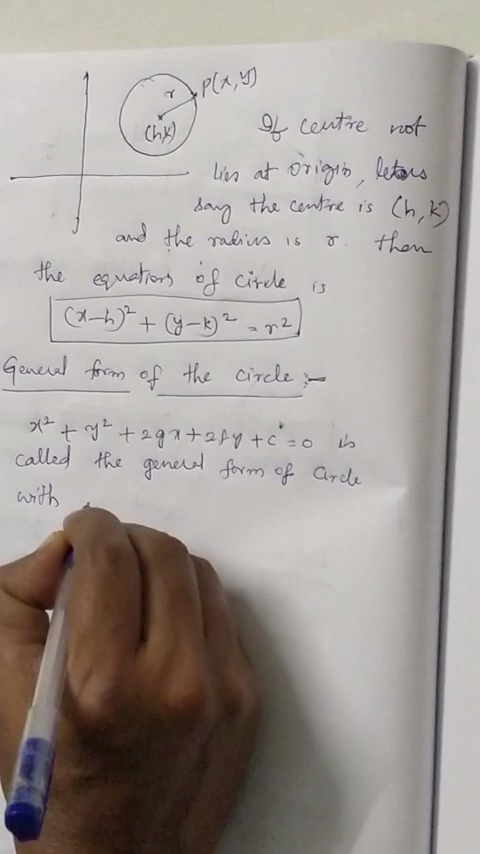 P(x,y)
r
(h,k)
If centre not
lies at origin, let us
say the centre is (h, k)
and the radius is r. then
the equation of circle is
(x-h)² + (y-k)² = r²
General form of the circle :-
x² + y² + 2gx + 2fy + c = 0 is
called the general form of circle
with